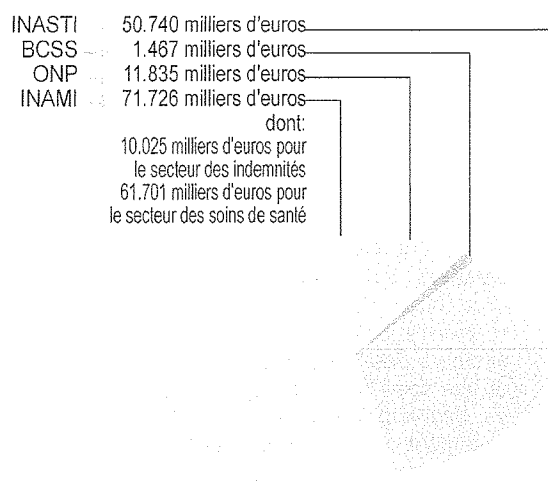 INASTI 50.740 milliers d'euros
BCSS 1.467 milliers d'euros
ONP 11.835 milliers d'euros
INAMI 71.726 milliers d'euros
dont:
10.025 milliers d'euros pour
le secteur des indemnités
61.701 milliers d'euros pour
le secteur des soins de santé